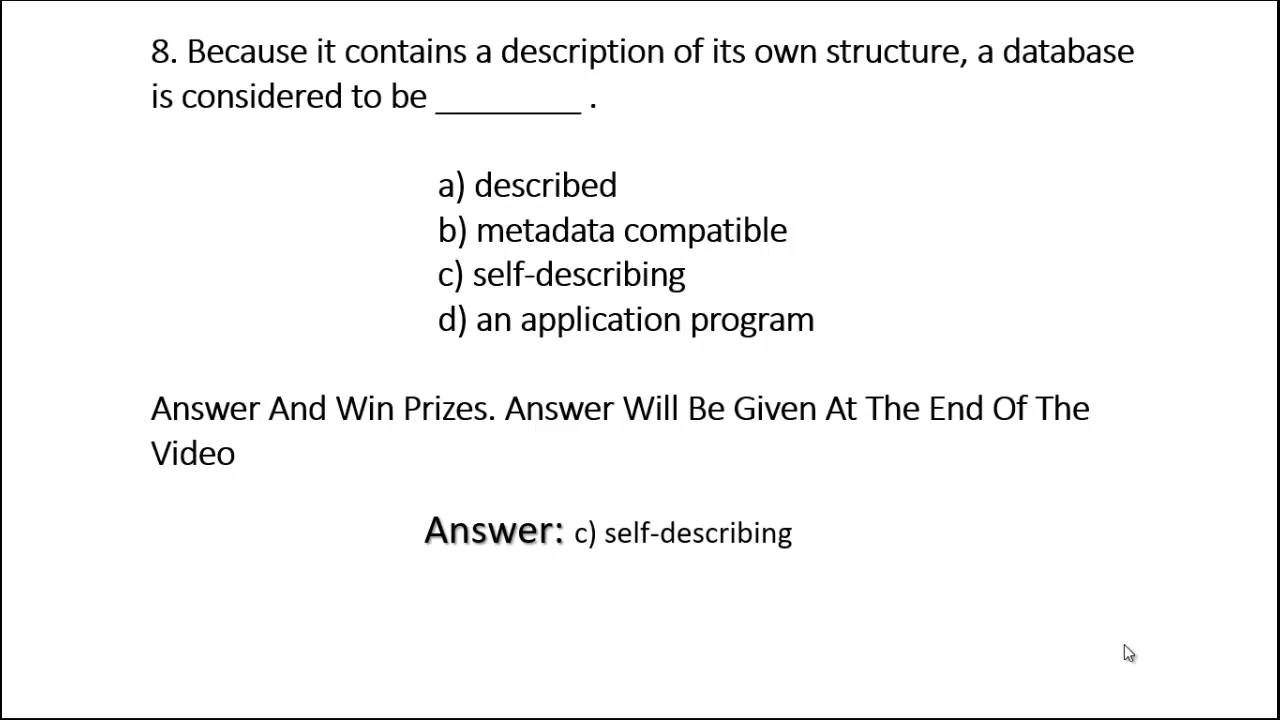 8. Because it contains a description of its own structure, a database
is considered to be ________ .
a) described
b) metadata compatible
c) self-describing
d) an application program
Answer And Win Prizes. Answer Will Be Given At The End Of The
Video
Answer: c) self-describing